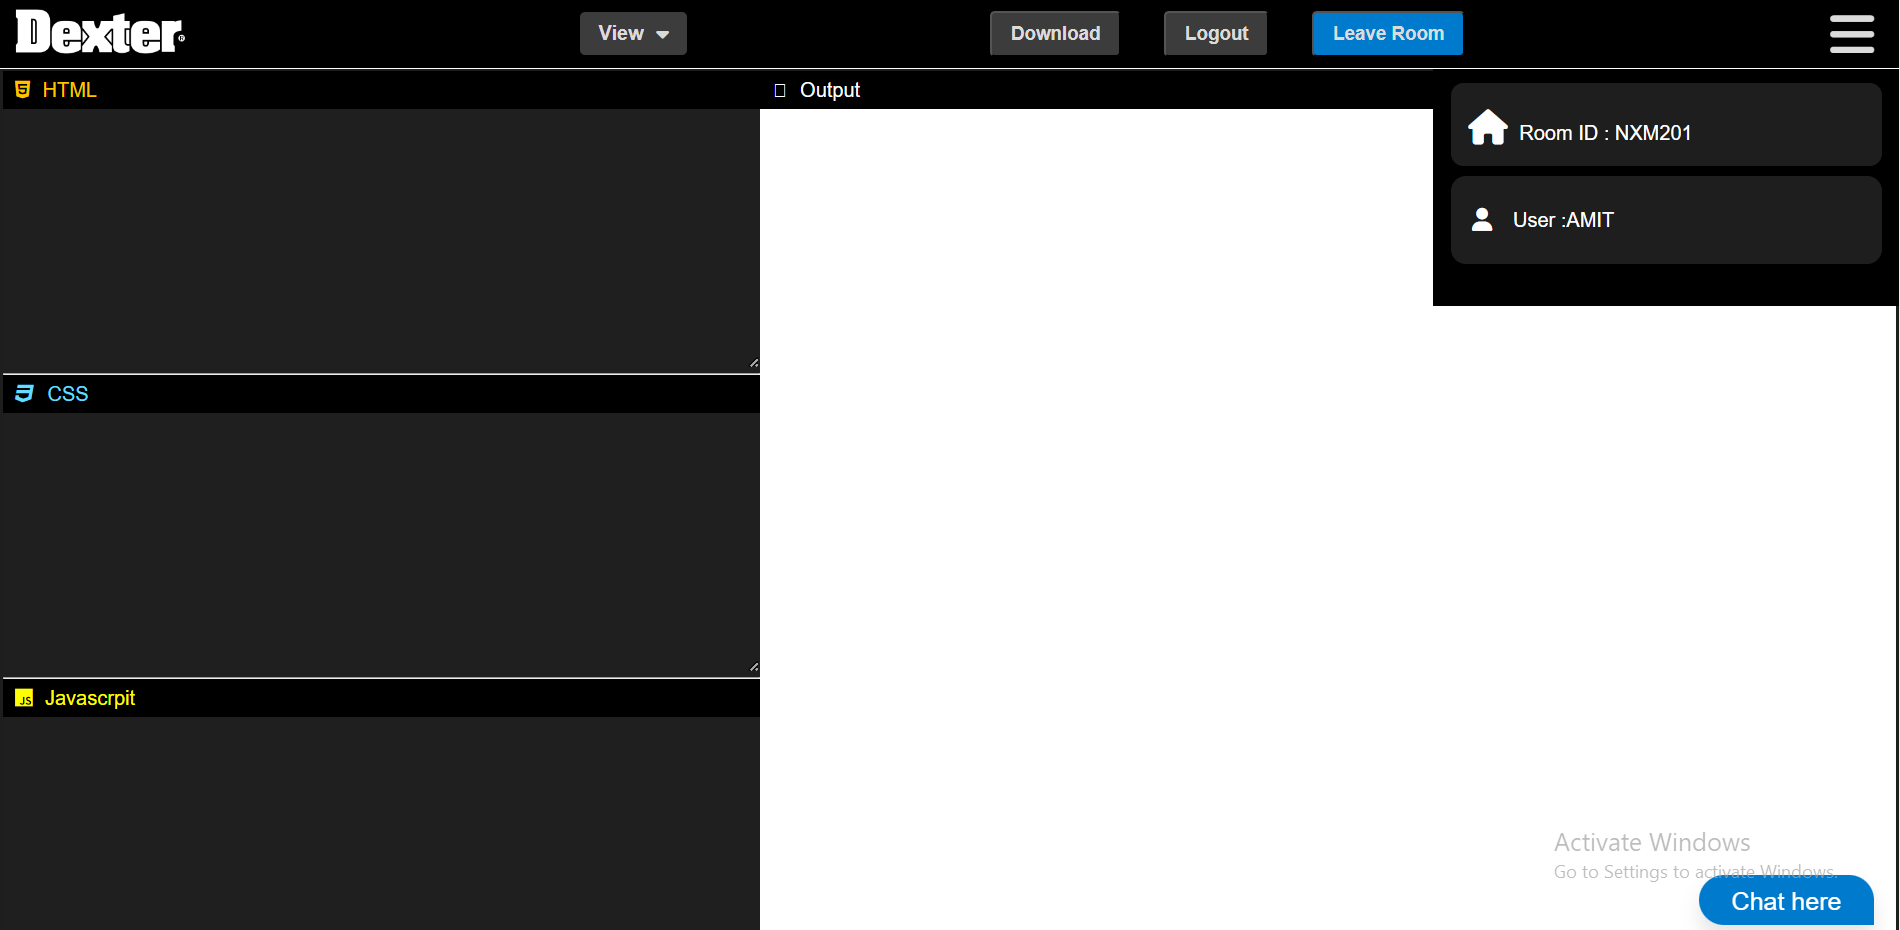 Dexter®
View
Download
Logout
Leave Room
HTML
Output
Room ID : NXM201
User :AMIT
CSS
JS Javascrpit
Activate Windows
Go to Settings to activate Windows.
Chat here